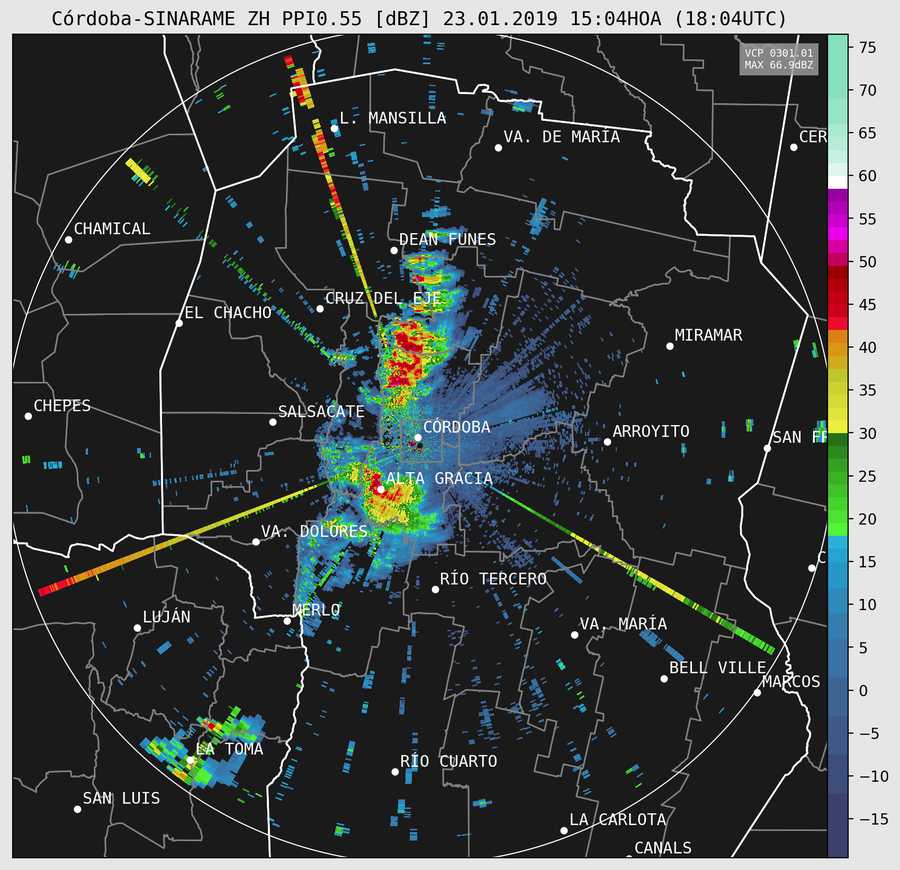 Córdoba-SINARAME ZH PPI0.55 [dBZ] 23.01.2019 15:04HOA (18:04UTC)
VCP 0301.01
MAX 66.9dBZ
75
70
65
60
55
50
45
40
35
30
25
20
15
10
5
0
−5
−10
−15
L. MANSILLA
VA. DE MARÍA
CER
CHAMICAL
DEAN FUNES
CRUZ DEL EJE
EL CHACHO
MIRAMAR
CHEPES
SALSACATE
CÓRDOBA
ARROYITO
SAN FR
ALTA GRACIA
VA. DOLORES
C
RÍO TERCERO
MERLO
LUJÁN
VA. MARÍA
BELL VILLE
MARCOS
LA TOMA
RÍO CUARTO
SAN LUIS
LA CARLOTA
CANALS